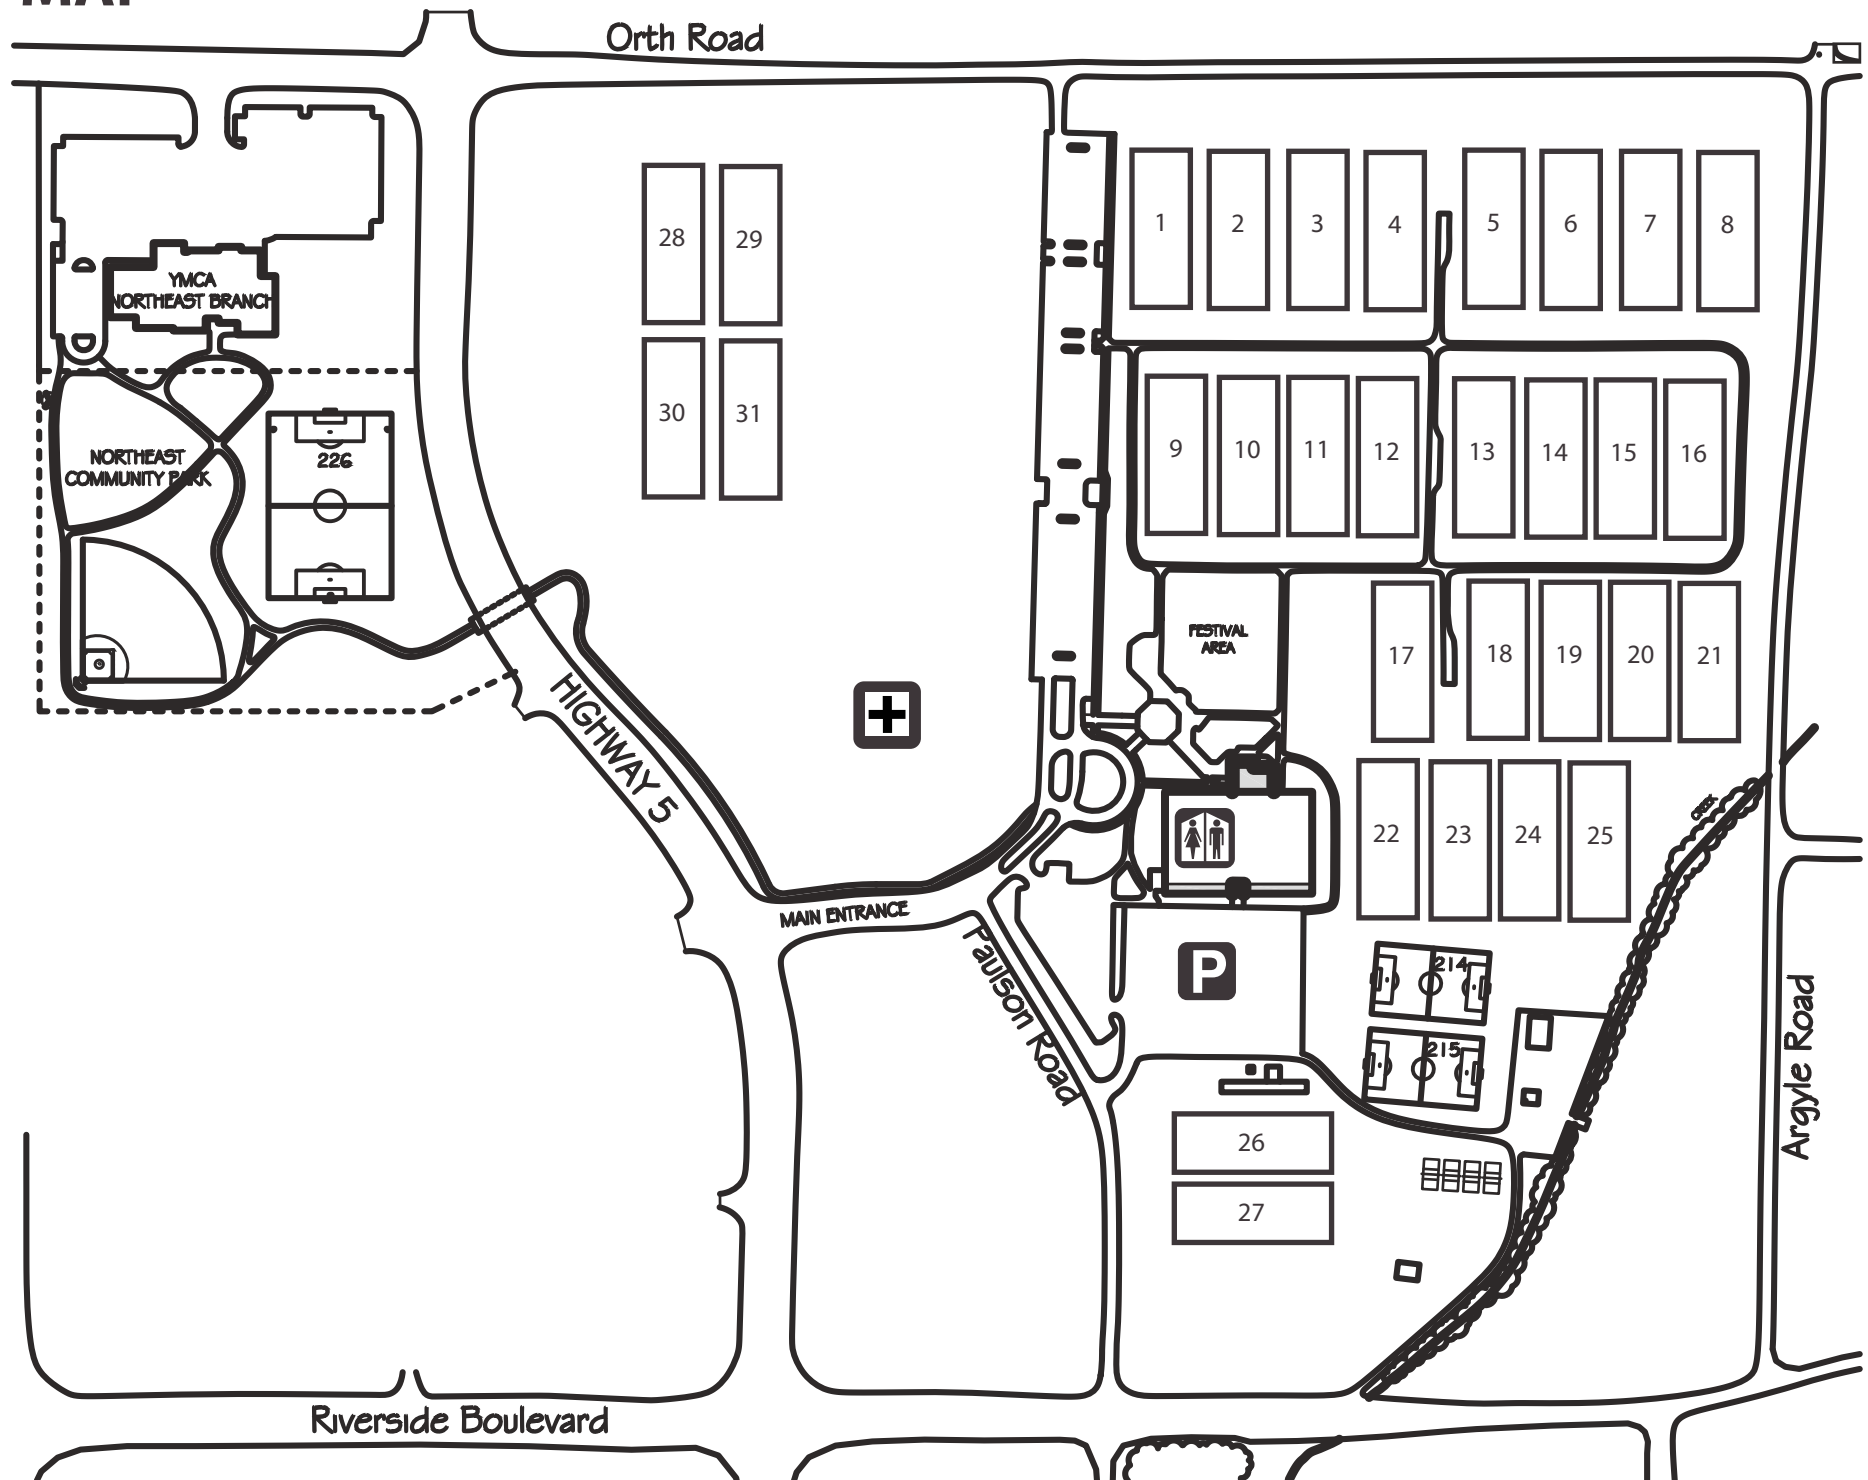 Orth Road
1 2 3 4 5 6 7 8
28 29
YMCA
NORTHEAST BRANCH
30 31
226
NORTHEAST
COMMUNITY PARK
9 10 11 12 13 14 15 16
FESTIVAL
AREA
17 18 19 20 21
HIGHWAY 5
CREEK
22 23 24 25
MAIN ENTRANCE
Paulson Road
P
214
215
Argyle Road
26
27
Riverside Boulevard